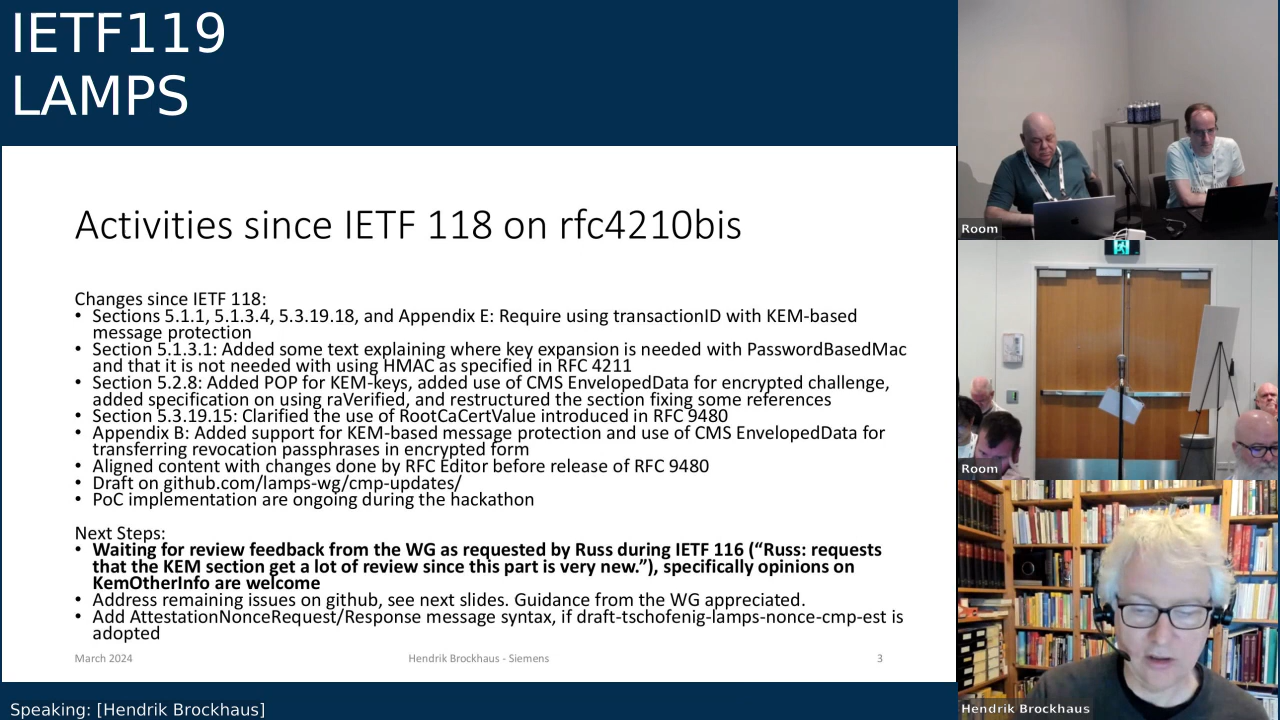 IETF119
LAMPS
Activities since IETF 118 on rfc4210bis
Changes since IETF 118:
• Sections 5.1.1, 5.1.3.4, 5.3.19.18, and Appendix E: Require using transactionID with KEM-based
message protection
• Section 5.1.3.1: Added some text explaining where key expansion is needed with PasswordBasedMac
and that it is not needed with using HMAC as specified in RFC 4211
• Section 5.2.8: Added POP for KEM-keys, added use of CMS EnvelopedData for encrypted challenge,
added specification on using raVerified, and restructured the section fixing some references
• Section 5.3.19.15: Clarified the use of RootCaCertValue introduced in RFC 9480
• Appendix B: Added support for KEM-based message protection and use of CMS EnvelopedData for
transferring revocation passphrases in encrypted form
• Aligned content with changes done by RFC Editor before release of RFC 9480
• Draft on github.com/lamps-wg/cmp-updates/
• PoC implementation are ongoing during the hackathon
Next Steps:
• Waiting for review feedback from the WG as requested by Russ during IETF 116 (“Russ: requests
that the KEM section get a lot of review since this part is very new.”), specifically opinions on
KemOtherInfo are welcome
• Address remaining issues on github, see next slides. Guidance from the WG appreciated.
• Add AttestationNonceRequest/Response message syntax, if draft-tschofenig-lamps-nonce-cmp-est is
adopted
March 2024
Hendrik Brockhaus - Siemens
3
Speaking: [Hendrik Brockhaus]
Room
Room
Hendrik Brockhaus